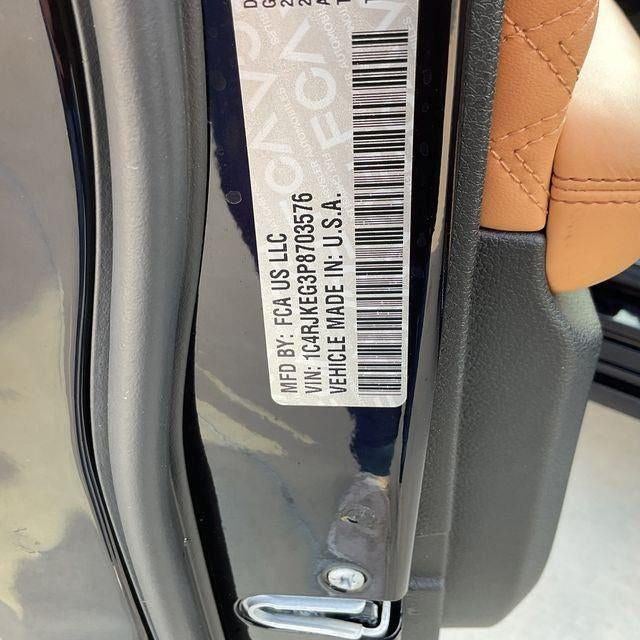 MFD BY: FCA US LLC
VIN: 1C4RJKEG3P8703576
VEHICLE MADE IN: U.S.A.